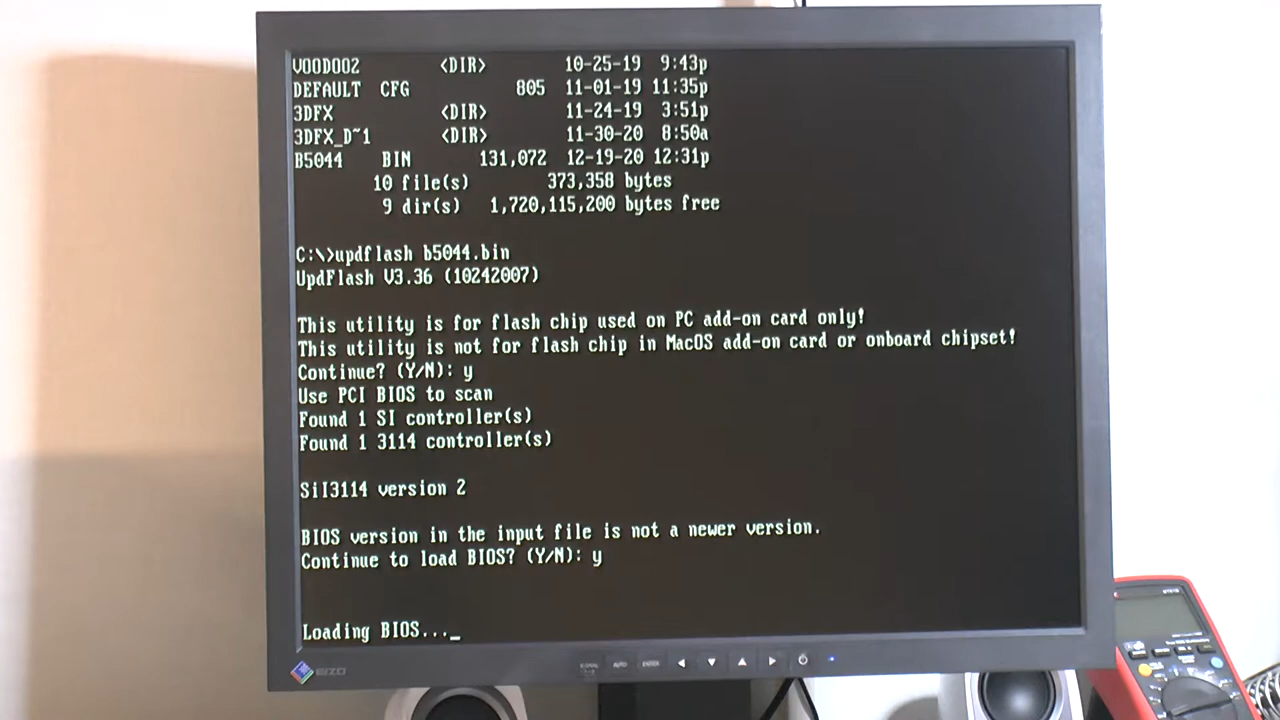 VOODOO2 <DIR> 10-25-19 9:43p
DEFAULT CFG 805 11-01-19 11:35p
3DFX <DIR> 11-24-19 3:51p
3DFX_D~1 <DIR> 11-30-20 8:50a
B5044 BIN 131,072 12-19-20 12:31p
10 file(s) 373,358 bytes
9 dir(s) 1,720,115,200 bytes free
C:\>updflash b5044.bin
UpdFlash V3.36 (10242007)
This utility is for flash chip used on PC add-on card only!
This utility is not for flash chip in MacOS add-on card or onboard chipset!
Continue? (Y/N): y
Use PCI BIOS to scan
Found 1 SI controller(s)
Found 1 3114 controller(s)
SiI3114 version 2
BIOS version in the input file is not a newer version.
Continue to load BIOS? (Y/N): y
Loading BIOS..._
EIZO
SIGNAL AUTO ENTER